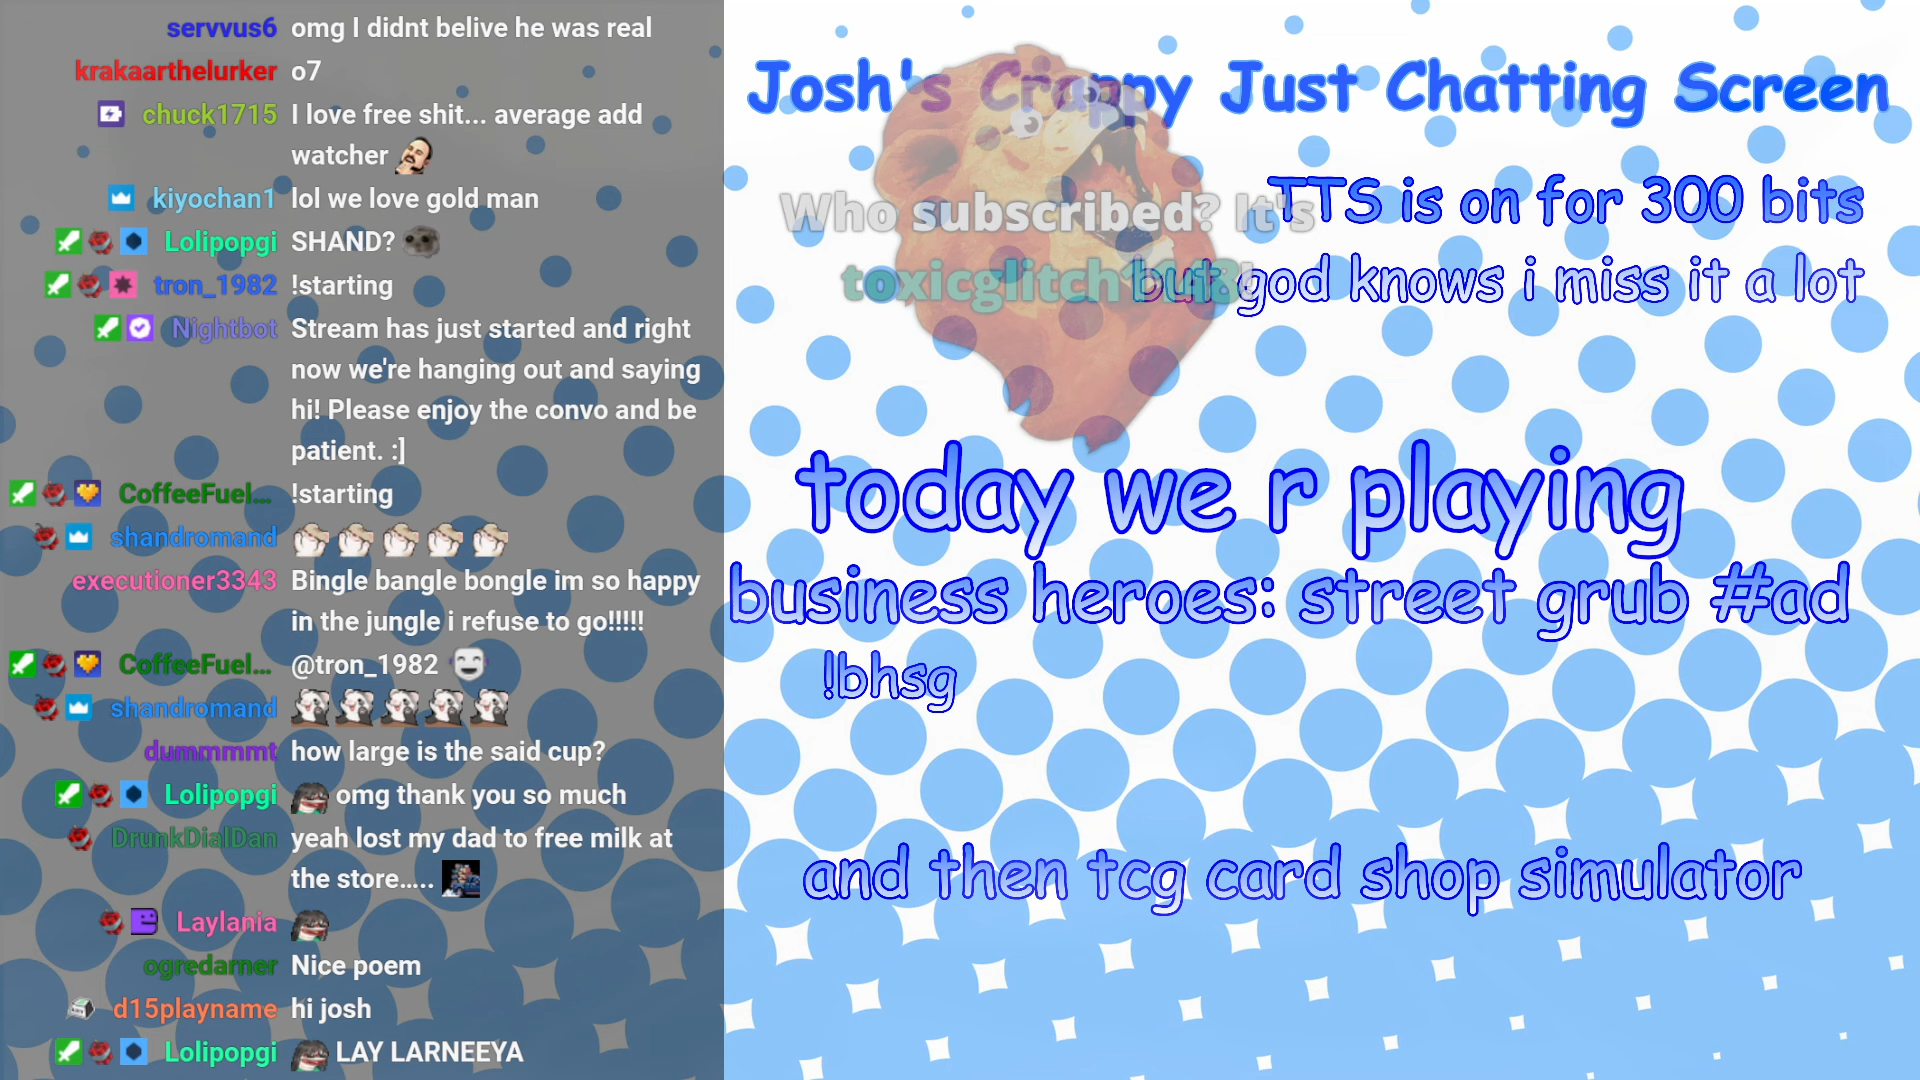 servvus6 omg I didnt belive he was real
krakaarthelurker o7
chuck1715 I love free shit... average add
watcher
kiyochan1 lol we love gold man
Lolipopgi SHAND?
tron_1982 !starting
Nightbot Stream has just started and right
now we're hanging out and saying
hi! Please enjoy the convo and be
patient. :]
CoffeeFuel... !starting
shandromand
executioner3343 Bingle bangle bongle im so happy
in the jungle i refuse to go!!!!!
CoffeeFuel... @tron_1982
shandromand
dummmmt how large is the said cup?
Lolipopgi omg thank you so much
DrunkDialDan yeah lost my dad to free milk at
the store.....
Laylania
ogredarner Nice poem
d15playname hi josh
Lolipopgi LAY LARNEEYA
Josh's Crappy Just Chatting Screen
TTS is on for 300 bits
but god knows i miss it a lot
Who subscribed? It's
today we r playing
business heroes: street grub #ad
!bhsg
and then tcg card shop simulator